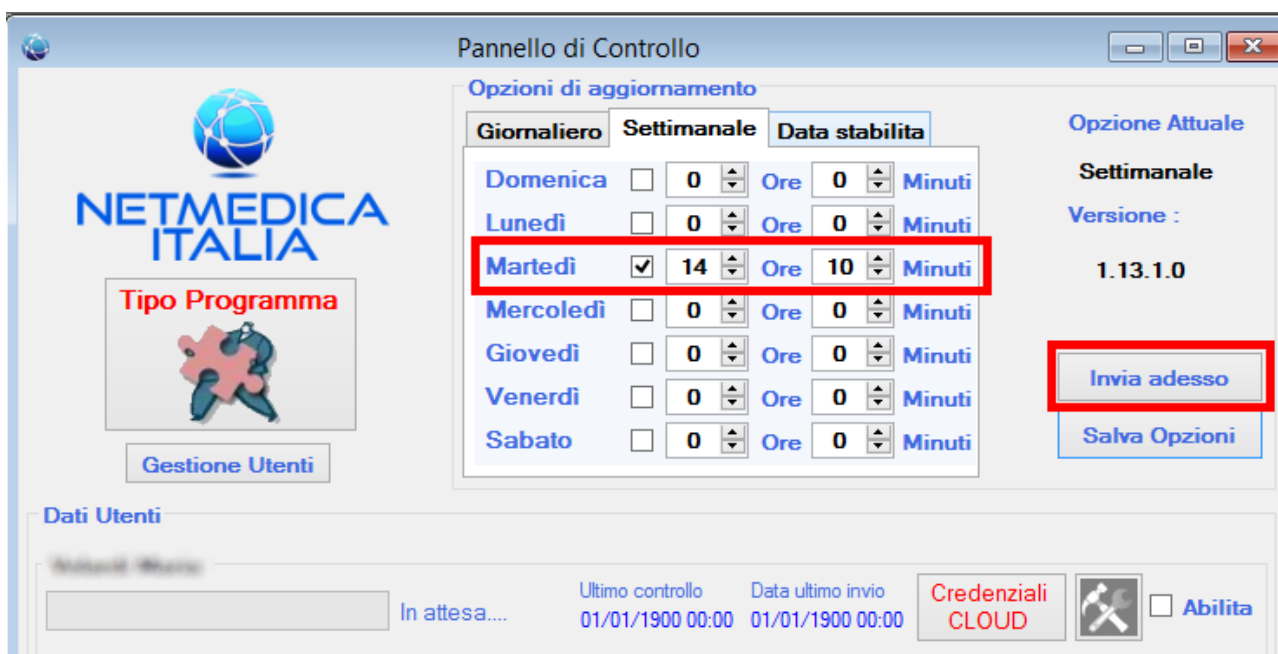 Pannello di Controllo
Opzioni di aggiornamento
Giornaliero Settimanale Data stabilita
Domenica 0 Ore 0 Minuti
Lunedì 0 Ore 0 Minuti
Martedì 14 Ore 10 Minuti
Mercoledì 0 Ore 0 Minuti
Giovedì 0 Ore 0 Minuti
Venerdì 0 Ore 0 Minuti
Sabato 0 Ore 0 Minuti
Opzione Attuale
Settimanale
Versione :
1.13.1.0
Invia adesso
Salva Opzioni
NETMEDICA
ITALIA
Tipo Programma
Gestione Utenti
Dati Utenti
In attesa....
Ultimo controllo
01/01/1900 00:00
Data ultimo invio
01/01/1900 00:00
Credenziali
CLOUD
Abilita